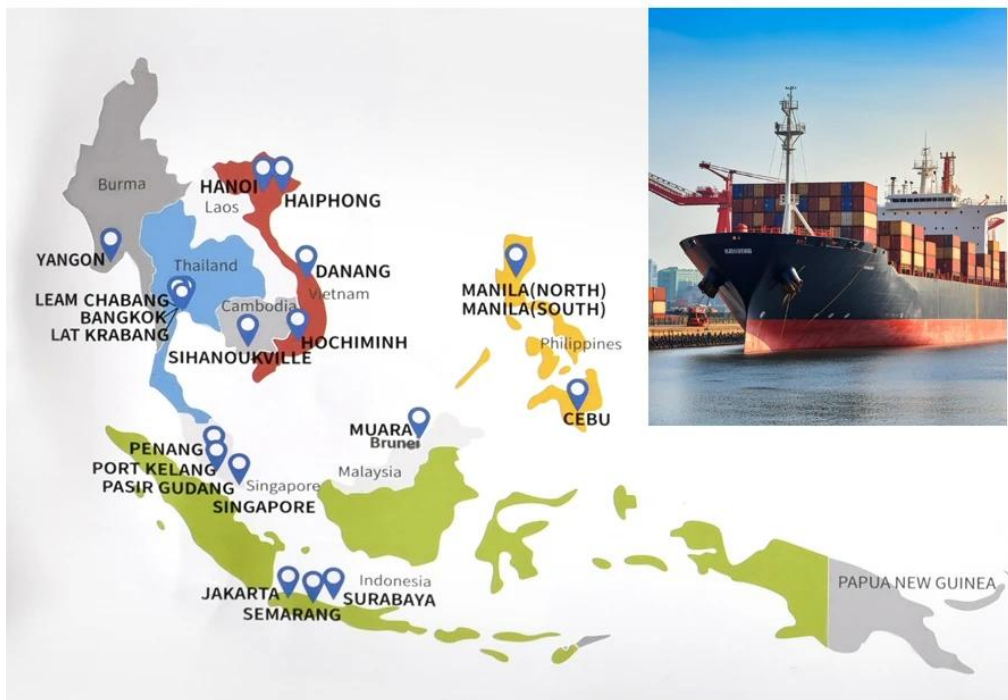 Burma
HANOI
HAIPHONG
Laos
YANGON
Thailand
DANANG
Vietnam
LEAM CHABANG
BANGKOK
LAT KRABANG
Cambodia
SIHANOUKVILLE
HOCHIMINH
MANILA(NORTH)
MANILA(SOUTH)
Philippines
CEBU
MUARA
Brunei
Malaysia
PENANG
PORT KELANG
PASIR GUDANG
Singapore
SINGAPORE
JAKARTA
SEMARANG
Indonesia
SURABAYA
PAPUA NEW GUINEA